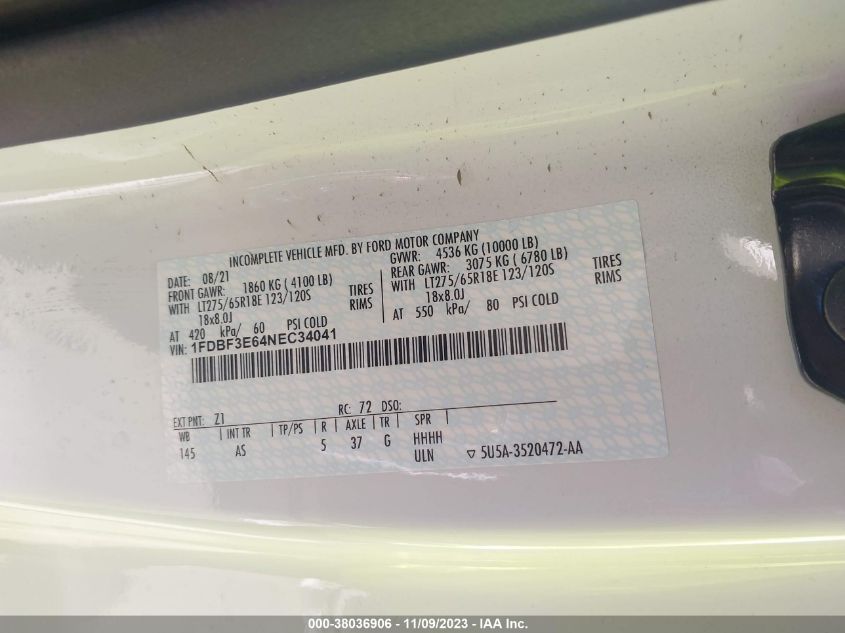 INCOMPLETE VEHICLE MFD. BY FORD MOTOR COMPANY
DATE: 08/21
GVWR: 4536 KG (10000 LB)
FRONT GAWR: 1860 KG ( 4100 LB)
REAR GAWR: 3075 KG ( 6780 LB)
WITH LT275/65R18E 123/120S TIRES
WITH LT275/65R18E 123/120S TIRES
18x8.0J RIMS
18x8.0J RIMS
AT 420 kPa/ 60 PSI COLD
AT 550 kPa/ 80 PSI COLD
VIN: 1FDBF3E64NEC34041
EXT PNT: Z1 RC: 72 DSO:
WB INT TR TP/PS R AXLE TR SPR
145 AS 5 37 G HHHH
ULN ▽ 5U5A-3520472-AA
000-38036906 - 11/09/2023 - IAA Inc.